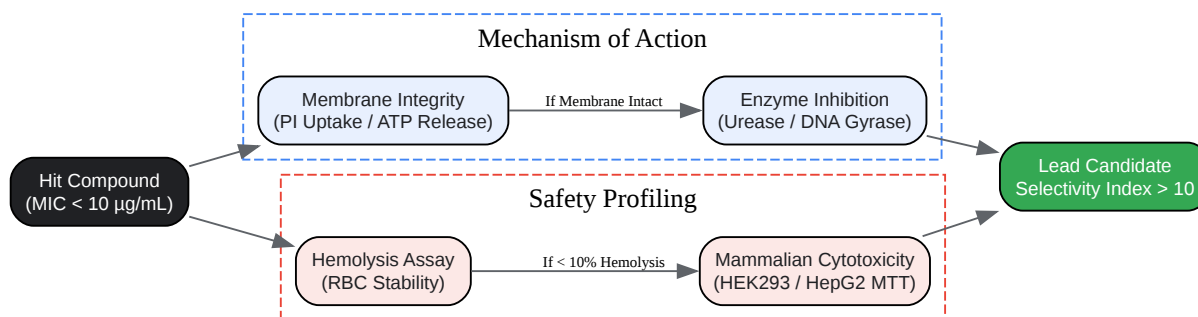 Mechanism of Action
Membrane Integrity
(PI Uptake / ATP Release)
If Membrane Intact
Enzyme Inhibition
(Urease / DNA Gyrase)
Hit Compound
(MIC < 10 µg/mL)
Lead Candidate
Selectivity Index > 10
Safety Profiling
Hemolysis Assay
(RBC Stability)
If < 10% Hemolysis
Mammalian Cytotoxicity
(HEK293 / HepG2 MTT)